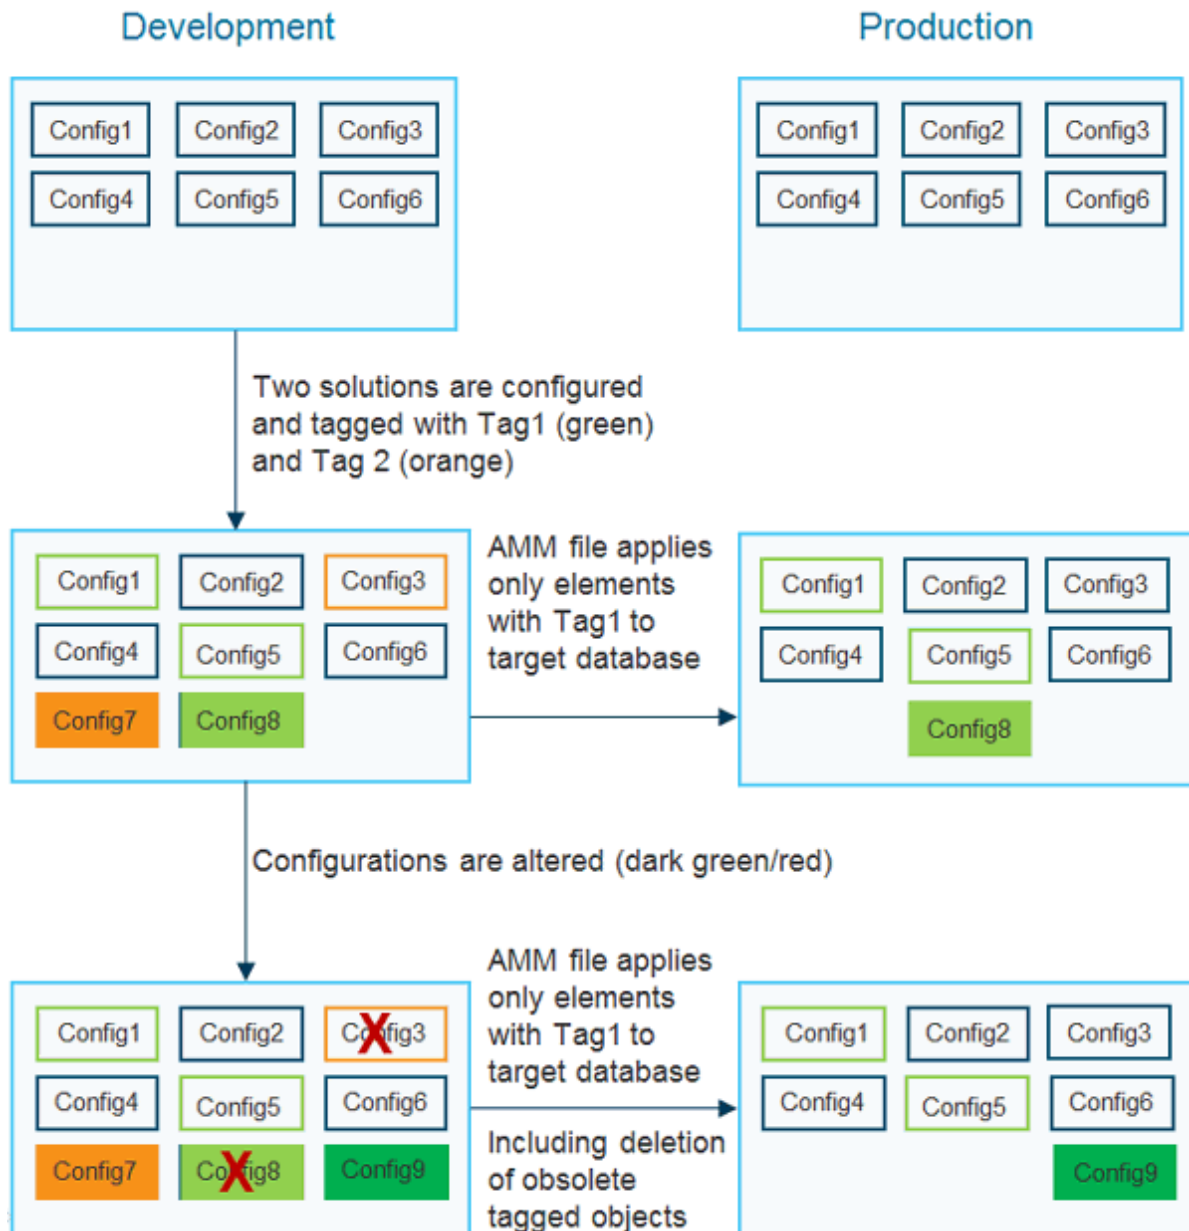 Development
Production
Config1 Config2 Config3
Config4 Config5 Config6
Config1 Config2 Config3
Config4 Config5 Config6
Two solutions are configured
and tagged with Tag1 (green)
and Tag 2 (orange)
Config1 Config2 Config3
Config4 Config5 Config6
Config7 Config8
AMM file applies
only elements
with Tag1 to
target database
Config1 Config2 Config3
Config4 Config5 Config6
Config8
Configurations are altered (dark green/red)
Config1 Config2 Config3
Config4 Config5 Config6
Config7 Config8 Config9
AMM file applies
only elements
with Tag1 to
target database
Including deletion
of obsolete
tagged objects
Config1 Config2 Config3
Config4 Config5 Config6
Config9